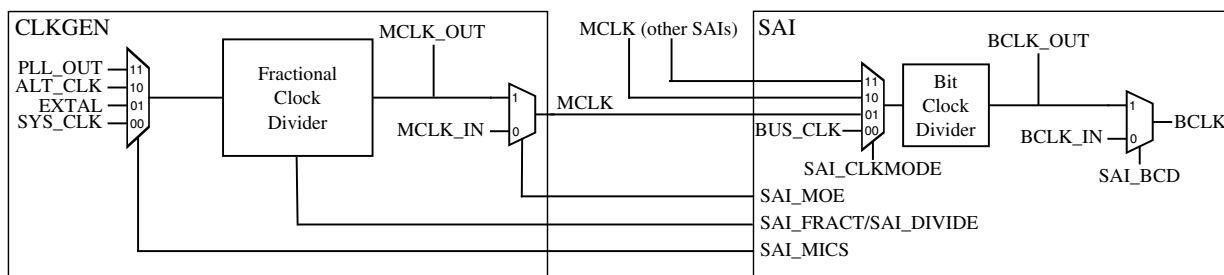 CLKGEN
PLL_OUT
ALT_CLK
EXTAL
SYS_CLK
11
10
01
00
Fractional
Clock
Divider
MCLK_OUT
MCLK_IN
1
0
MCLK
MCLK (other SAIs)
SAI
BUS_CLK
11
10
01
00
SAI_CLKMODE
Bit
Clock
Divider
BCLK_OUT
BCLK_IN
1
0
BCLK
SAI_BCD
SAI_MOE
SAI_FRACT/SAI_DIVIDE
SAI_MICS